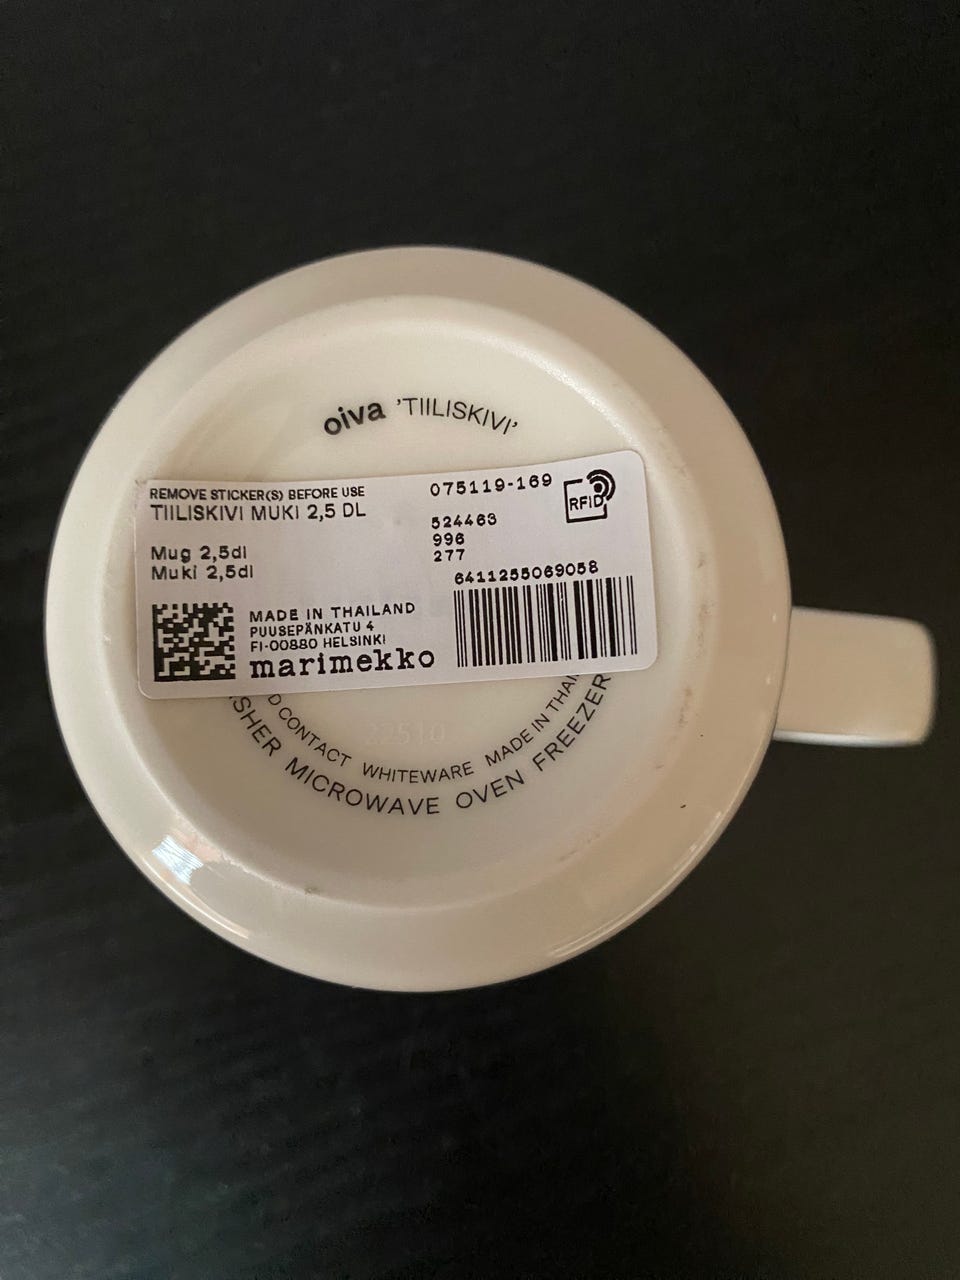 oiva 'TIILISKIVI'
REMOVE STICKER(S) BEFORE USE
TIILISKIVI MUKI 2,5 DL
075119-169
RFID
524463
996
277
Mug 2,5dl
Muki 2,5dl
6411255069058
MADE IN THAILAND
PUUSEPÄNKATU 4
FI-00880 HELSINKI
marimekko
CONTACT WHITEWARE MADE IN
MICROWAVE OVEN FREEZER
22510